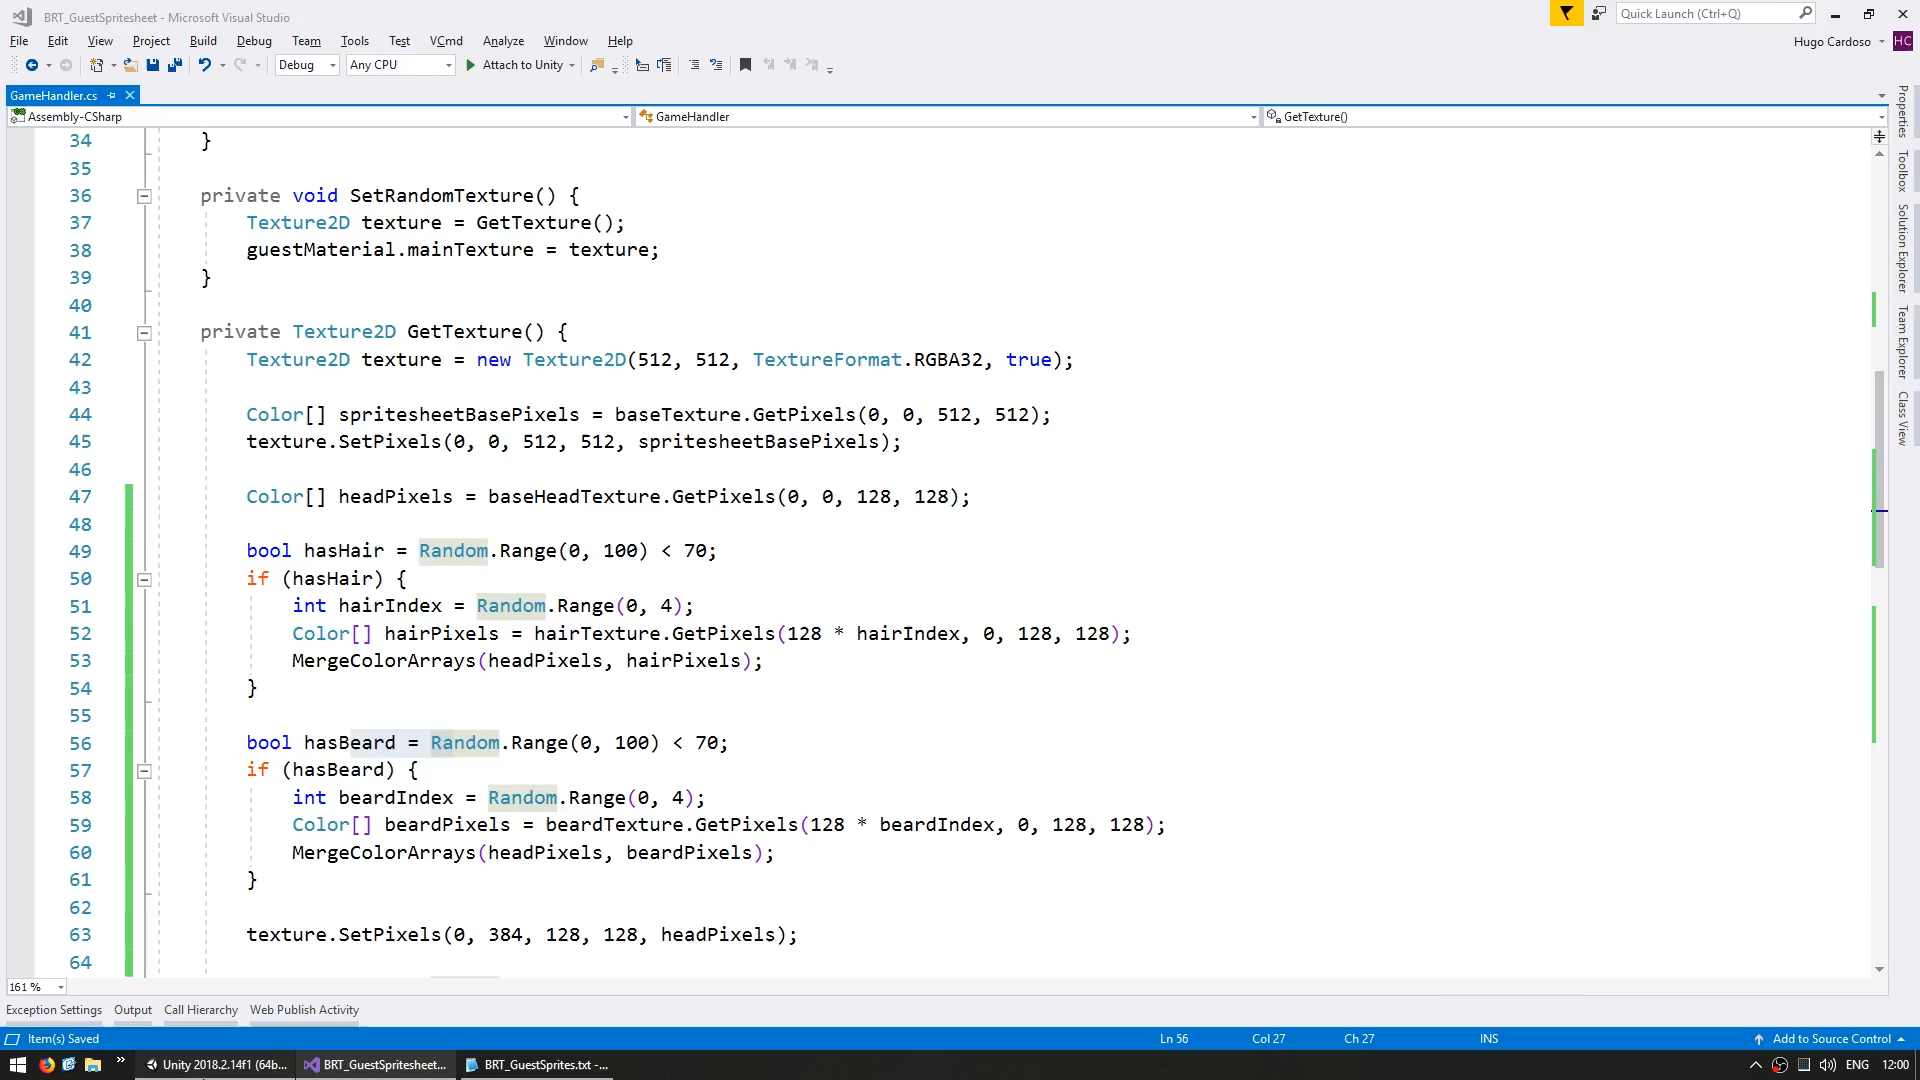 BRT_GuestSpritesheet - Microsoft Visual Studio
Quick Launch (Ctrl+Q)
File Edit View Project Build Debug Team Tools Test VCmd Analyze Window Help
Hugo Cardoso HC
Debug Any CPU Attach to Unity
GameHandler.cs
Assembly-CSharp GameHandler GetTexture()
34 }
35
36 private void SetRandomTexture() {
37 Texture2D texture = GetTexture();
38 guestMaterial.mainTexture = texture;
39 }
40
41 private Texture2D GetTexture() {
42 Texture2D texture = new Texture2D(512, 512, TextureFormat.RGBA32, true);
43
44 Color[] spritesheetBasePixels = baseTexture.GetPixels(0, 0, 512, 512);
45 texture.SetPixels(0, 0, 512, 512, spritesheetBasePixels);
46
47 Color[] headPixels = baseHeadTexture.GetPixels(0, 0, 128, 128);
48
49 bool hasHair = Random.Range(0, 100) < 70;
50 if (hasHair) {
51 int hairIndex = Random.Range(0, 4);
52 Color[] hairPixels = hairTexture.GetPixels(128 * hairIndex, 0, 128, 128);
53 MergeColorArrays(headPixels, hairPixels);
54 }
55
56 bool hasBeard = Random.Range(0, 100) < 70;
57 if (hasBeard) {
58 int beardIndex = Random.Range(0, 4);
59 Color[] beardPixels = beardTexture.GetPixels(128 * beardIndex, 0, 128, 128);
60 MergeColorArrays(headPixels, beardPixels);
61 }
62
63 texture.SetPixels(0, 384, 128, 128, headPixels);
64
Properties
Toolbox
Solution Explorer
Team Explorer
Class View
161 %
Exception Settings Output Call Hierarchy Web Publish Activity
Item(s) Saved Ln 56 Col 27 Ch 27 INS Add to Source Control
Unity 2018.2.14f1 (64b... BRT_GuestSpritesheet... BRT_GuestSprites.txt -... ENG 12:00